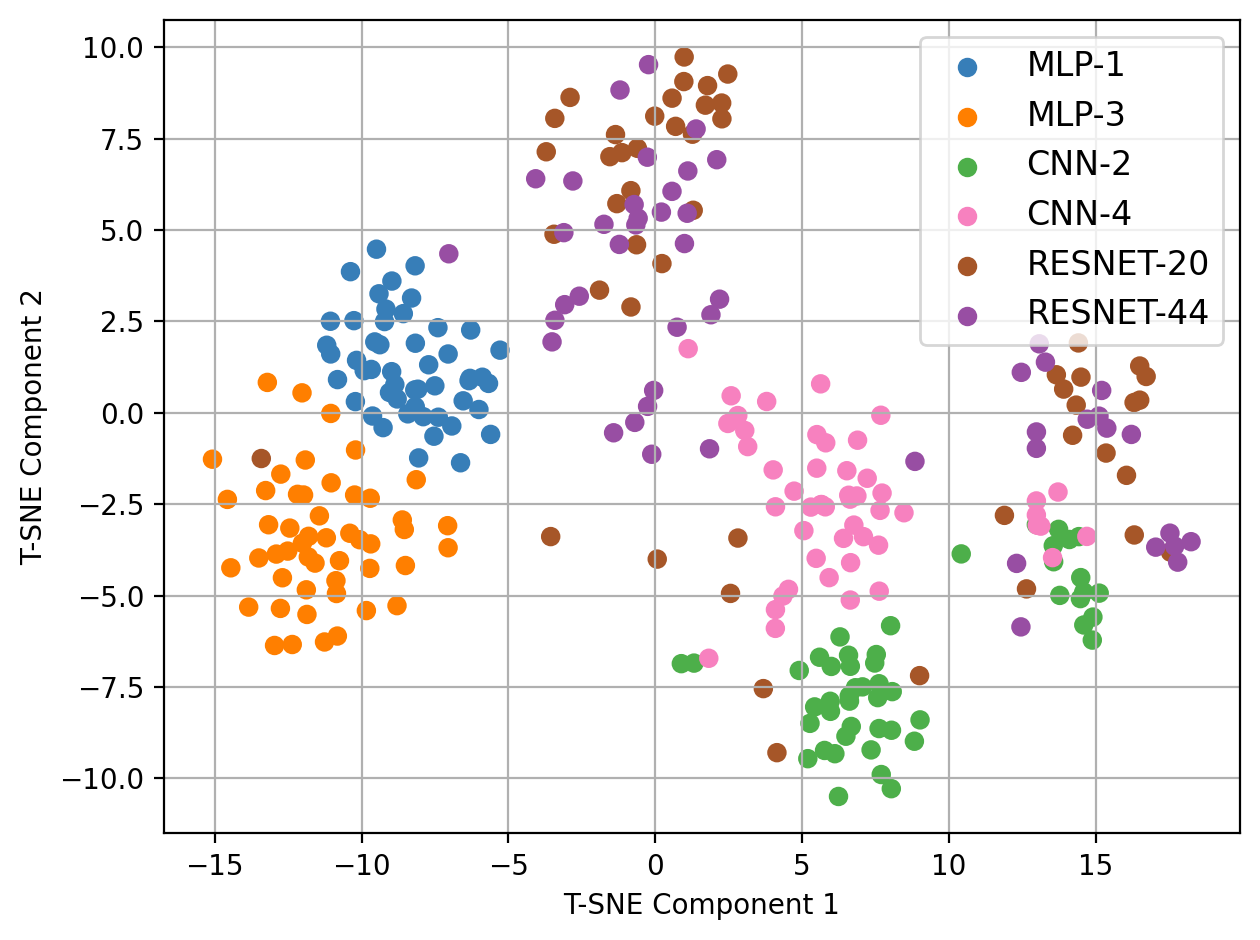 MLP-1
MLP-3
CNN-2
CNN-4
RESNET-20
RESNET-44
10.0
7.5
5.0
2.5
0.0
−2.5
−5.0
−7.5
−10.0
T-SNE Component 2
−15 −10 −5 0 5 10 15
T-SNE Component 1